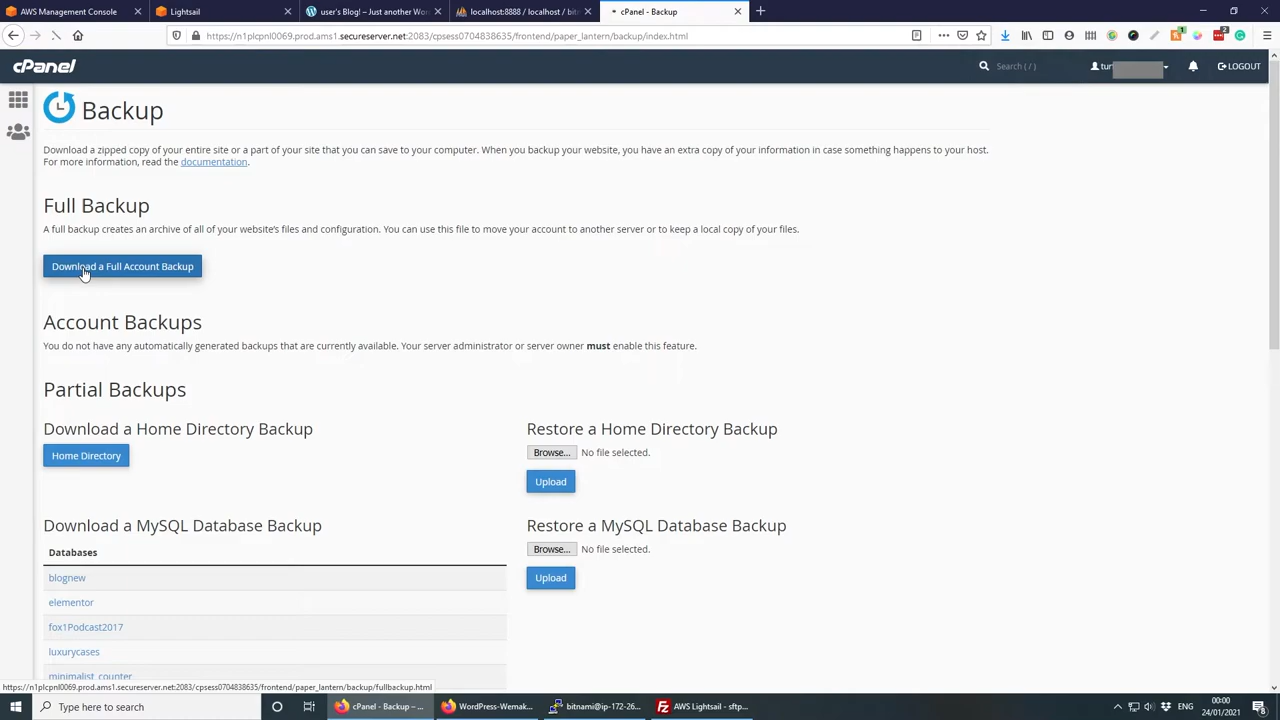 AWS Management Console
Lightsail
user's Blog! – Just another Wor
localhost:8888 / localhost / bitn
cPanel - Backup
https://n1plcpnl0069.prod.ams1.secureserver.net:2083/cpsess0704838635/frontend/paper_lantern/backup/index.html
cPanel
Search ( / )
tur
LOGOUT
Backup
Download a zipped copy of your entire site or a part of your site that you can save to your computer. When you backup your website, you have an extra copy of your information in case something happens to your host.
For more information, read the documentation.
Full Backup
A full backup creates an archive of all of your website's files and configuration. You can use this file to move your account to another server or to keep a local copy of your files.
Download a Full Account Backup
Account Backups
You do not have any automatically generated backups that are currently available. Your server administrator or server owner must enable this feature.
Partial Backups
Download a Home Directory Backup
Home Directory
Restore a Home Directory Backup
Browse... No file selected.
Upload
Download a MySQL Database Backup
Databases
blognew
elementor
fox1Podcast2017
luxurycases
minimalist_counter
Restore a MySQL Database Backup
Browse... No file selected.
Upload
https://n1plcpnl0069.prod.ams1.secureserver.net:2083/cpsess0704838635/frontend/paper_lantern/backup/fullbackup.html
Type here to search
cPanel - Backup – ...
WordPress-Wemak...
bitnami@ip-172-26...
AWS Lightsail - sftp...
ENG
00:00
24/01/2021